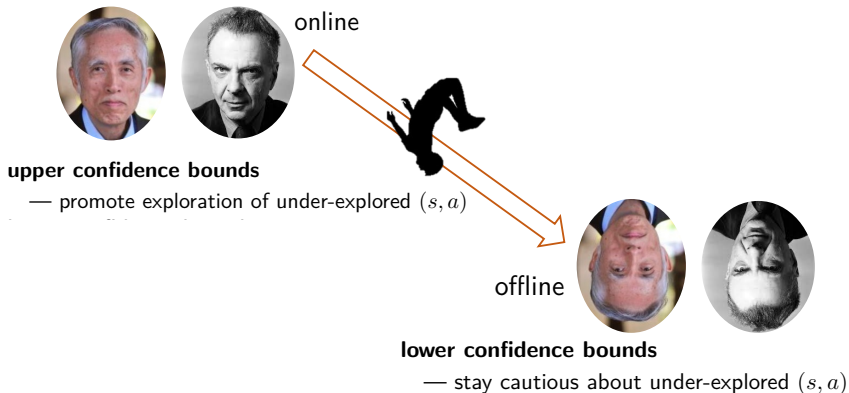 online
upper confidence bounds
— promote exploration of under-explored (s, a)
offline
lower confidence bounds
— stay cautious about under-explored (s, a)